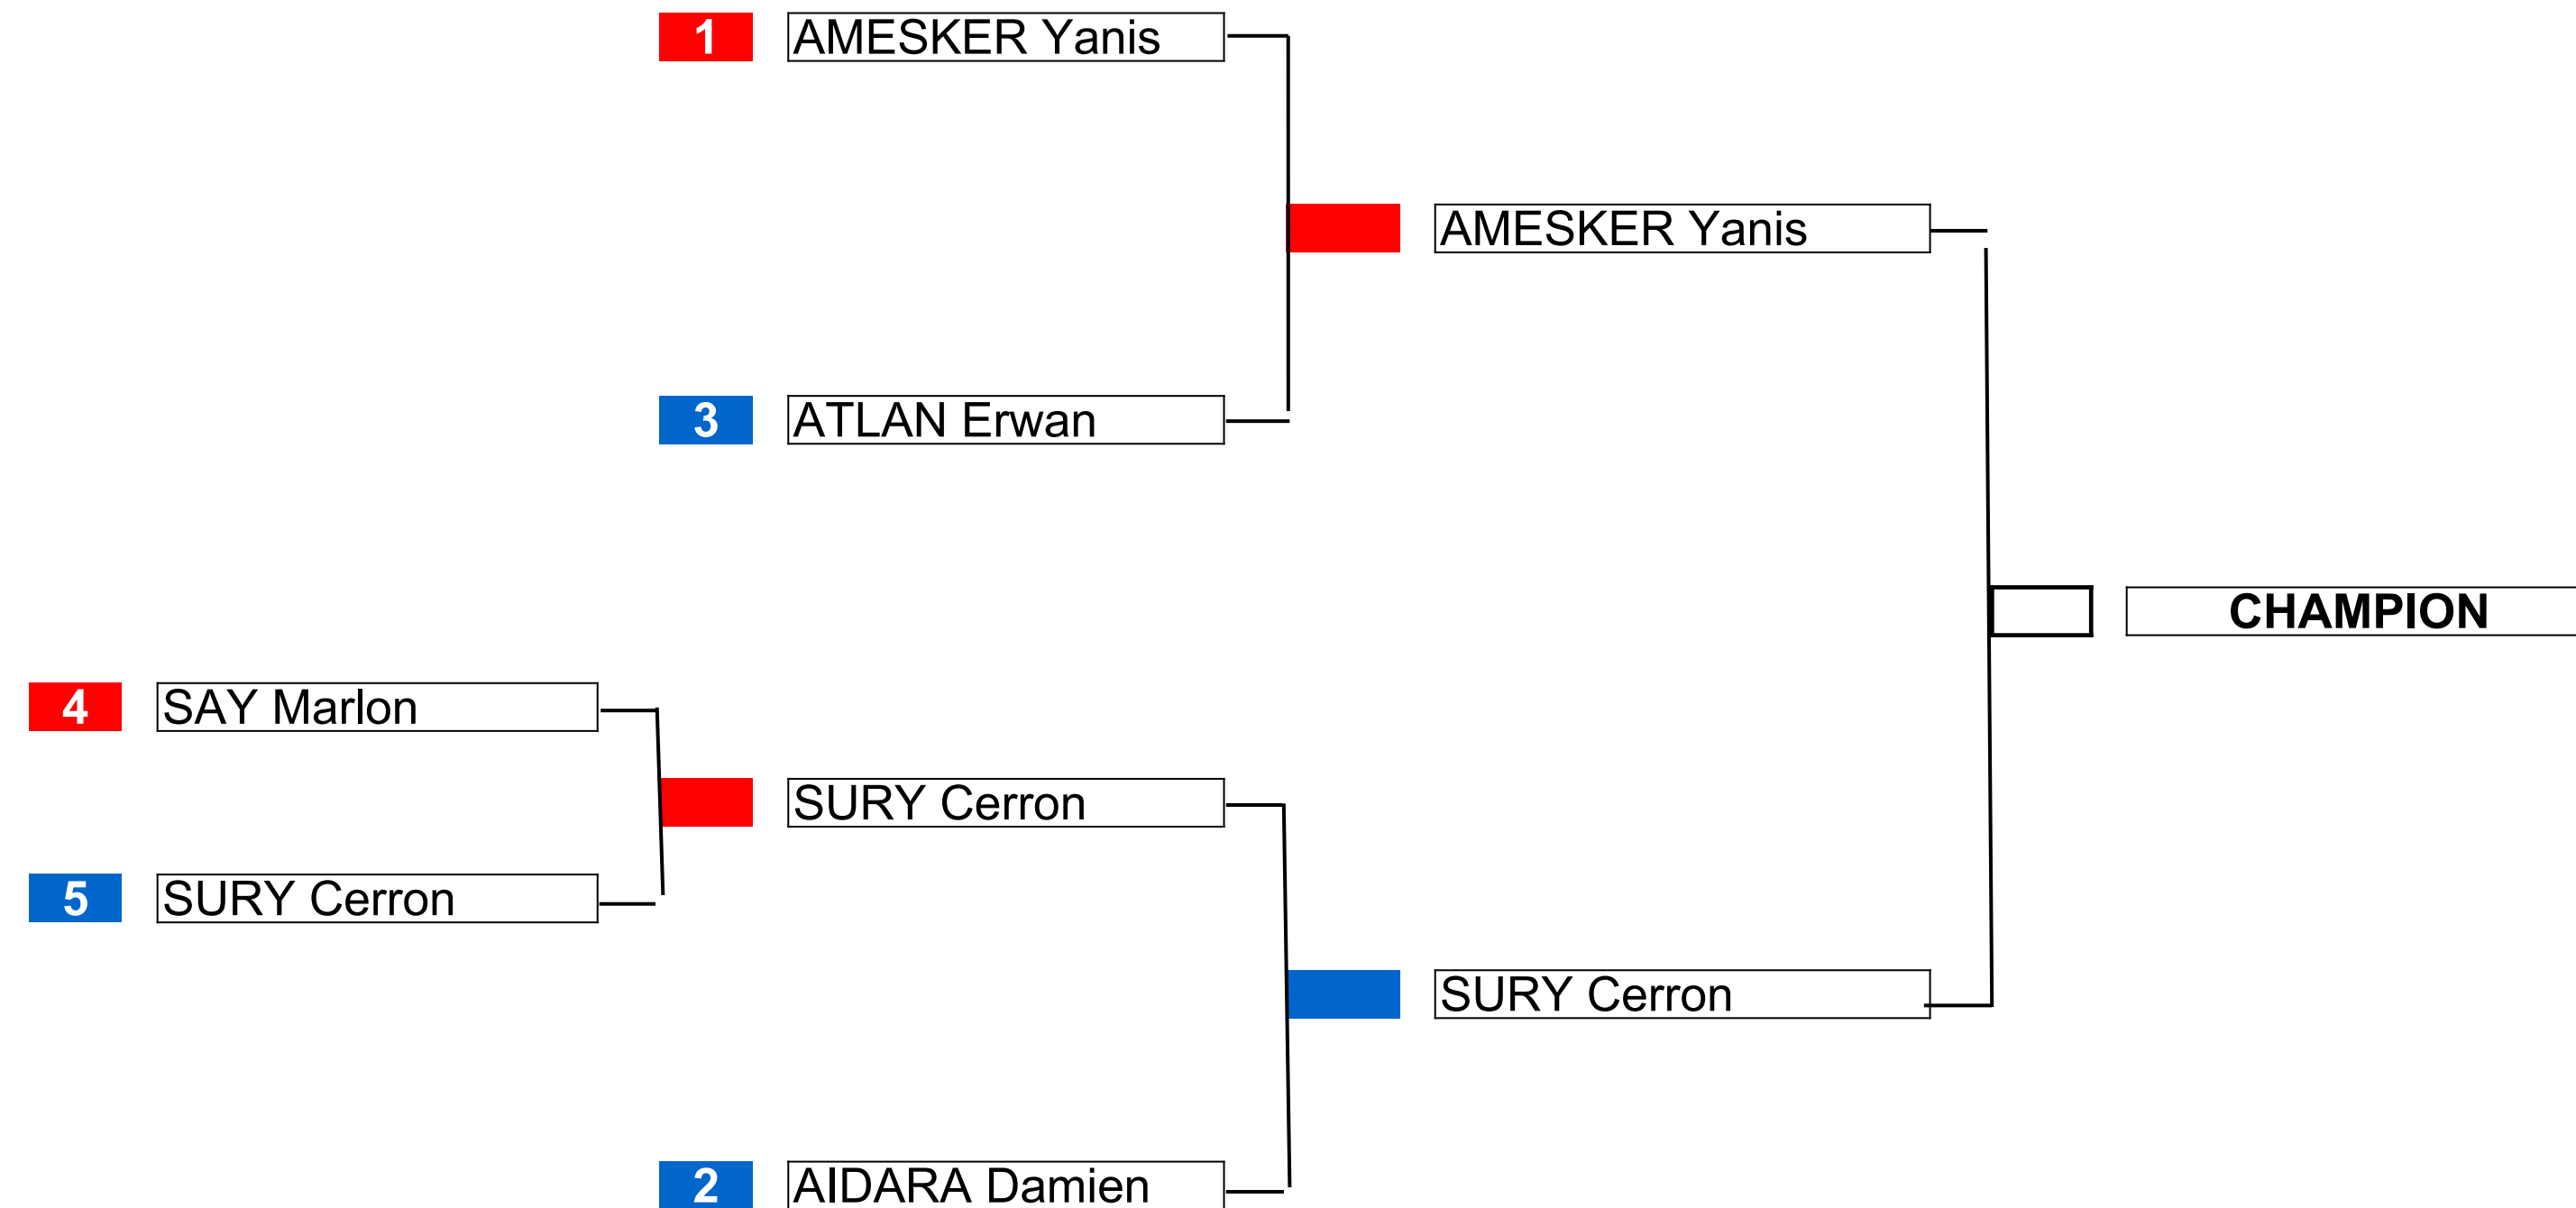 1 AMESKER Yanis
AMESKER Yanis
3 ATLAN Erwan
CHAMPION
4 SAY Marlon
SURY Cerron
5 SURY Cerron
SURY Cerron
2 AIDARA Damien